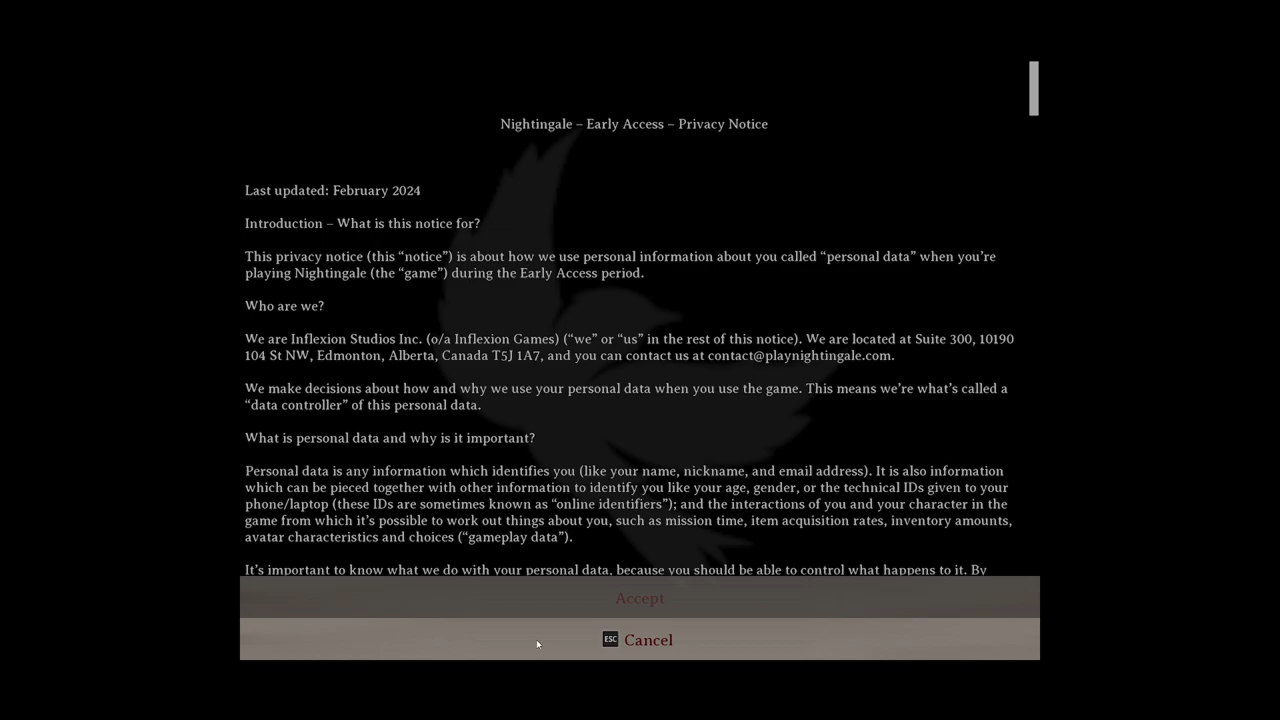 Nightingale – Early Access – Privacy Notice
Last updated: February 2024
Introduction – What is this notice for?
This privacy notice (this “notice”) is about how we use personal information about you called “personal data” when you’re
playing Nightingale (the “game”) during the Early Access period.
Who are we?
We are Inflexion Studios Inc. (o/a Inflexion Games) (“we” or “us” in the rest of this notice). We are located at Suite 300, 10190
104 St NW, Edmonton, Alberta, Canada T5J 1A7, and you can contact us at contact@playnightingale.com.
We make decisions about how and why we use your personal data when you use the game. This means we’re what’s called a
“data controller” of this personal data.
What is personal data and why is it important?
Personal data is any information which identifies you (like your name, nickname, and email address). It is also information
which can be pieced together with other information to identify you like your age, gender, or the technical IDs given to your
phone/laptop (these IDs are sometimes known as “online identifiers”); and the interactions of you and your character in the
game from which it’s possible to work out things about you, such as mission time, item acquisition rates, inventory amounts,
avatar characteristics and choices (“gameplay data”).
It’s important to know what we do with your personal data, because you should be able to control what happens to it. By
Accept
ESC Cancel